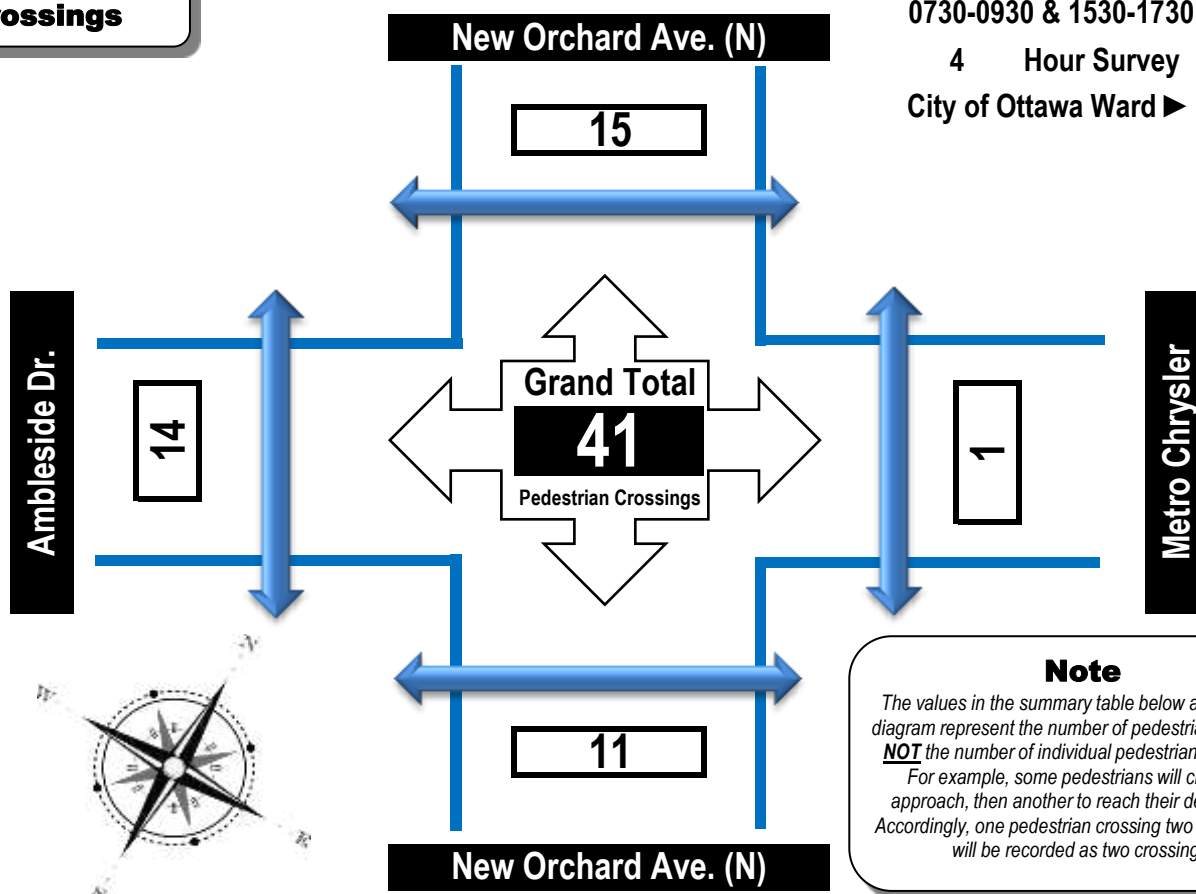 rossings
New Orchard Ave. (N)
0730-0930 & 1530-1730
4 Hour Survey
City of Ottawa Ward ►
15
Ambleside Dr.
14
Grand Total
41
Pedestrian Crossings
1
Metro Chrysler
N
W
E
11
New Orchard Ave. (N)
Note
The values in the summary table below a
diagram represent the number of pedestria
NOT the number of individual pedestrian
For example, some pedestrians will c
approach, then another to reach their de
Accordingly, one pedestrian crossing two
will be recorded as two crossing